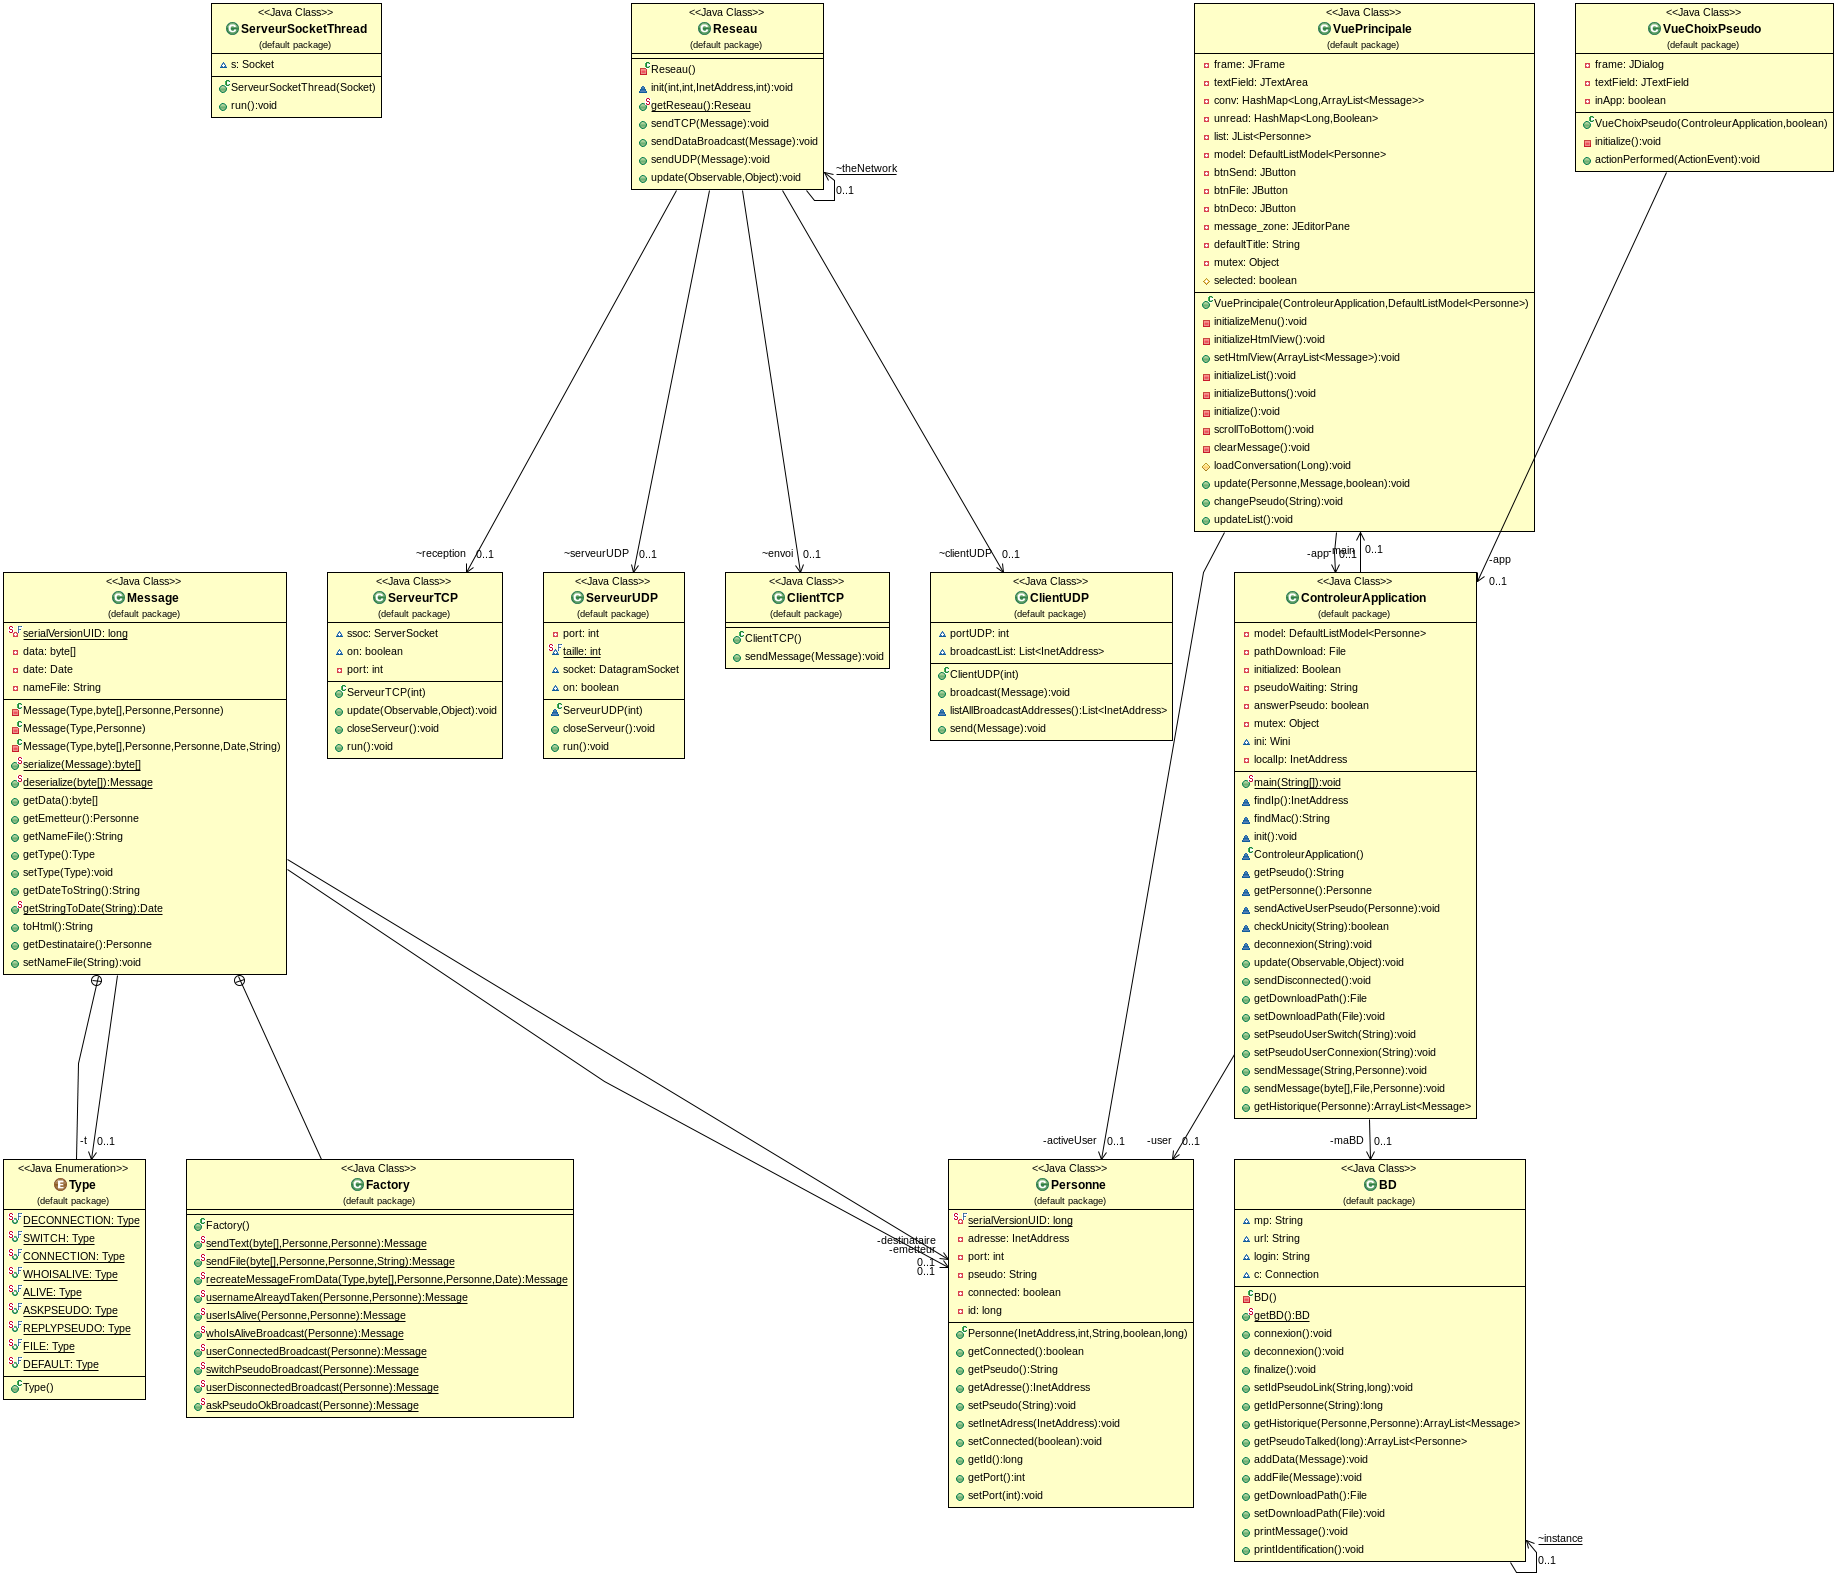 <<Java Class>>
ServeurSocketThread
(default package)
s: Socket
ServeurSocketThread(Socket)
run():void
<<Java Class>>
Reseau
(default package)
Reseau()
init(int,int,InetAddress,int):void
getReseau():Reseau
sendTCP(Message):void
sendDataBroadcast(Message):void
sendUDP(Message):void
update(Observable,Object):void
~theNetwork
0..1
<<Java Class>>
VuePrincipale
(default package)
frame: JFrame
textField: JTextArea
conv: HashMap<Long,ArrayList<Message>>
unread: HashMap<Long,Boolean>
list: JList<Personne>
model: DefaultListModel<Personne>
btnSend: JButton
btnFile: JButton
btnDeco: JButton
message_zone: JEditorPane
defaultTitle: String
mutex: Object
selected: boolean
VuePrincipale(ControleurApplication,DefaultListModel<Personne>)
initializeMenu():void
initializeHtmlView():void
setHtmlView(ArrayList<Message>):void
initializeList():void
initializeButtons():void
initialize():void
scrollToBottom():void
clearMessage():void
loadConversation(Long):void
update(Personne,Message,boolean):void
changePseudo(String):void
updateList():void
<<Java Class>>
VueChoixPseudo
(default package)
frame: JDialog
textField: JTextField
inApp: boolean
VueChoixPseudo(ControleurApplication,boolean)
initialize():void
actionPerformed(ActionEvent):void
~reception
0..1
~serveurUDP
0..1
~envoi
0..1
~clientUDP
0..1
-app
0..1
-main
0..1
-app
0..1
<<Java Class>>
Message
(default package)
serialVersionUID: long
data: byte[]
date: Date
nameFile: String
Message(Type,byte[],Personne,Personne)
Message(Type,Personne)
Message(Type,byte[],Personne,Personne,Date,String)
serialize(Message):byte[]
deserialize(byte[]):Message
getData():byte[]
getEmetteur():Personne
getNameFile():String
getType():Type
setType(Type):void
getDateToString():String
getStringToDate(String):Date
toHtml():String
getDestinataire():Personne
setNameFile(String):void
<<Java Class>>
ServeurTCP
(default package)
ssoc: ServerSocket
on: boolean
port: int
ServeurTCP(int)
update(Observable,Object):void
closeServeur():void
run():void
<<Java Class>>
ServeurUDP
(default package)
port: int
taille: int
socket: DatagramSocket
on: boolean
ServeurUDP(int)
closeServeur():void
run():void
<<Java Class>>
ClientTCP
(default package)
ClientTCP()
sendMessage(Message):void
<<Java Class>>
ClientUDP
(default package)
portUDP: int
broadcastList: List<InetAddress>
ClientUDP(int)
broadcast(Message):void
listAllBroadcastAddresses():List<InetAddress>
send(Message):void
<<Java Class>>
ControleurApplication
(default package)
model: DefaultListModel<Personne>
pathDownload: File
initialized: Boolean
pseudoWaiting: String
answerPseudo: boolean
mutex: Object
ini: Wini
localIp: InetAddress
main(String[]):void
findIp():InetAddress
findMac():String
init():void
ControleurApplication()
getPseudo():String
getPersonne():Personne
sendActiveUserPseudo(Personne):void
checkUnicity(String):boolean
deconnexion(String):void
update(Observable,Object):void
sendDisconnected():void
getDownloadPath():File
setDownloadPath(File):void
setPseudoUserSwitch(String):void
setPseudoUserConnexion(String):void
sendMessage(String,Personne):void
sendMessage(byte[],File,Personne):void
getHistorique(Personne):ArrayList<Message>
-t
0..1
-activeUser
0..1
-user
0..1
-maBD
0..1
<<Java Enumeration>>
Type
(default package)
DECONNECTION: Type
SWITCH: Type
CONNECTION: Type
WHOISALIVE: Type
ALIVE: Type
ASKPSEUDO: Type
REPLYPSEUDO: Type
FILE: Type
DEFAULT: Type
Type()
<<Java Class>>
Factory
(default package)
Factory()
sendText(byte[],Personne,Personne):Message
sendFile(byte[],Personne,Personne,String):Message
recreateMessageFromData(Type,byte[],Personne,Personne,Date):Message
usernameAlreaydTaken(Personne,Personne):Message
userIsAlive(Personne,Personne):Message
whoIsAliveBroadcast(Personne):Message
userConnectedBroadcast(Personne):Message
switchPseudoBroadcast(Personne):Message
userDisconnectedBroadcast(Personne):Message
askPseudoOkBroadcast(Personne):Message
-destinataire
-emetteur
0..1
0..1
<<Java Class>>
Personne
(default package)
serialVersionUID: long
adresse: InetAddress
port: int
pseudo: String
connected: boolean
id: long
Personne(InetAddress,int,String,boolean,long)
getConnected():boolean
getPseudo():String
getAdresse():InetAddress
setPseudo(String):void
setInetAdress(InetAddress):void
setConnected(boolean):void
getId():long
getPort():int
setPort(int):void
<<Java Class>>
BD
(default package)
mp: String
url: String
login: String
c: Connection
BD()
getBD():BD
connexion():void
deconnexion():void
finalize():void
setIdPseudoLink(String,long):void
getIdPersonne(String):long
getHistorique(Personne,Personne):ArrayList<Message>
getPseudoTalked(long):ArrayList<Personne>
addData(Message):void
addFile(Message):void
getDownloadPath():File
setDownloadPath(File):void
printMessage():void
printIdentification():void
~instance
0..1